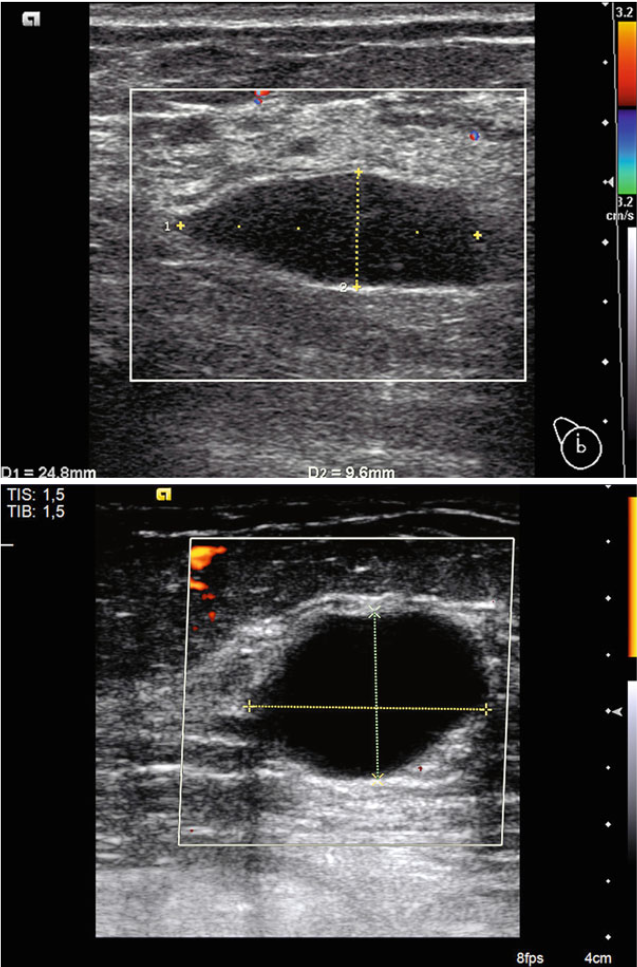 3.2
3.2
cm/s
1
2
D1 = 24.8mm
D2 = 9.6mm
TIS: 1,5
TIB: 1,5
8fps
4cm